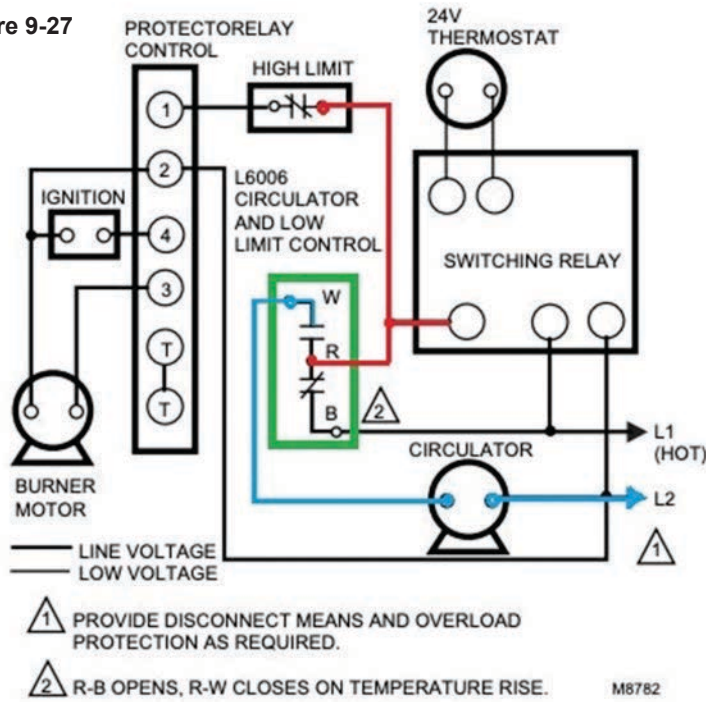 re 9-27
PROTECTORELAY
CONTROL
24V
THERMOSTAT
HIGH LIMIT
1
2
L6006
CIRCULATOR
AND LOW
LIMIT CONTROL
IGNITION
4
SWITCHING RELAY
3
W
R
B
2
T
T
L1
(HOT)
CIRCULATOR
L2
1
BURNER
MOTOR
LINE VOLTAGE
LOW VOLTAGE
1 PROVIDE DISCONNECT MEANS AND OVERLOAD
PROTECTION AS REQUIRED.
2 R-B OPENS, R-W CLOSES ON TEMPERATURE RISE.
M8782